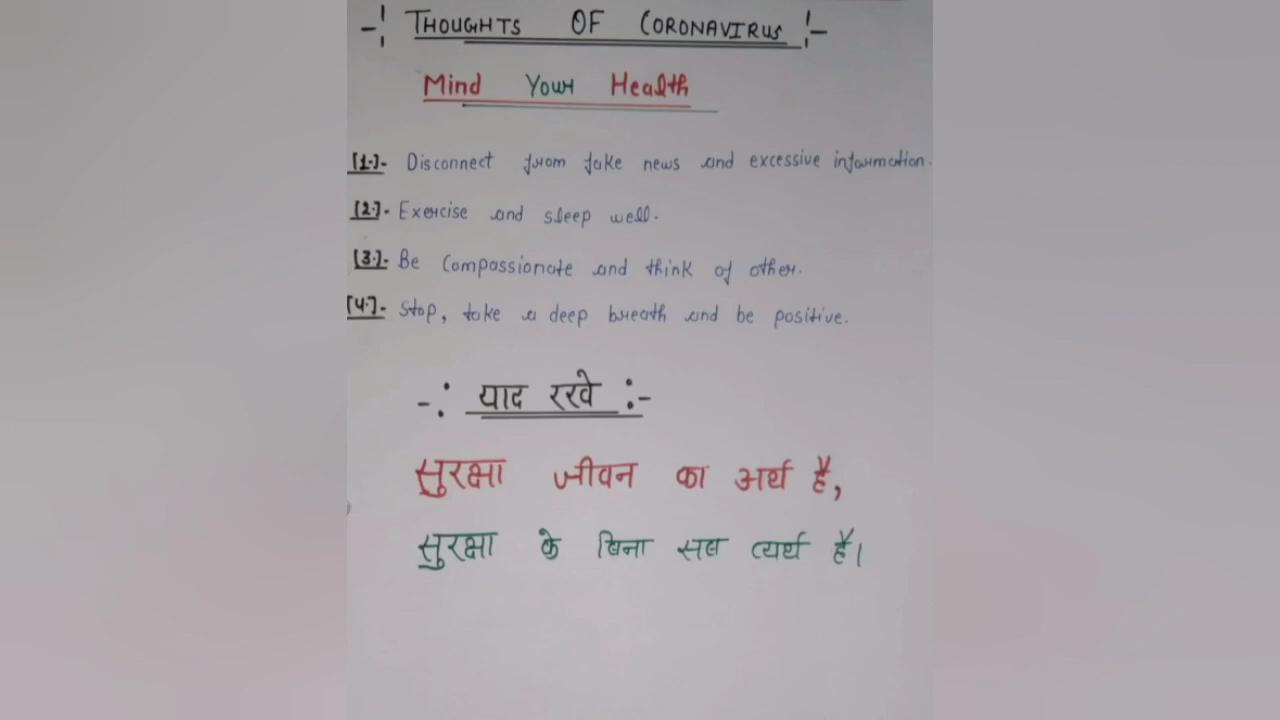 -: THOUGHTS OF CORONAVIRUS :-
Mind Your Health
[1.]- Disconnect from fake news and excessive information.
[2.]- Exercise and sleep well.
[3.]- Be Compassionate and think of other.
[4.]- Stop, take a deep breath and be positive.
-: याद रखे :-
सुरक्षा जीवन का अर्थ है,
सुरक्षा के बिना सब व्यर्थ है।